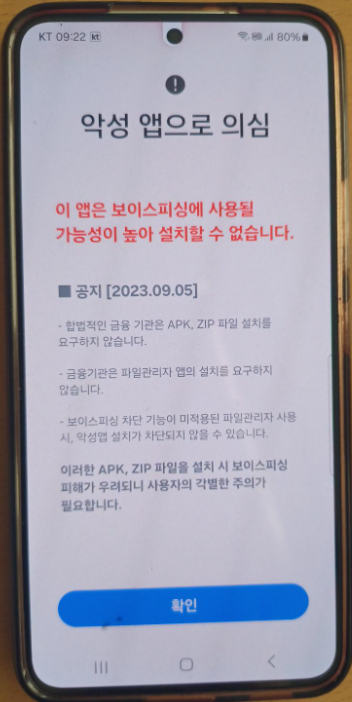 KT 09:22 kt 80%
악성 앱으로 의심
이 앱은 보이스피싱에 사용될
가능성이 높아 설치할 수 없습니다.
■ 공지 [2023.09.05]
- 합법적인 금융 기관은 APK, ZIP 파일 설치를
요구하지 않습니다.
- 금융기관은 파일관리자 앱의 설치를 요구하지
않습니다.
- 보이스피싱 차단 기능이 미적용된 파일관리자 사용
시, 악성앱 설치가 차단되지 않을 수 있습니다.
이러한 APK, ZIP 파일을 설치 시 보이스피싱
피해가 우려되니 사용자의 각별한 주의가
필요합니다.
확인